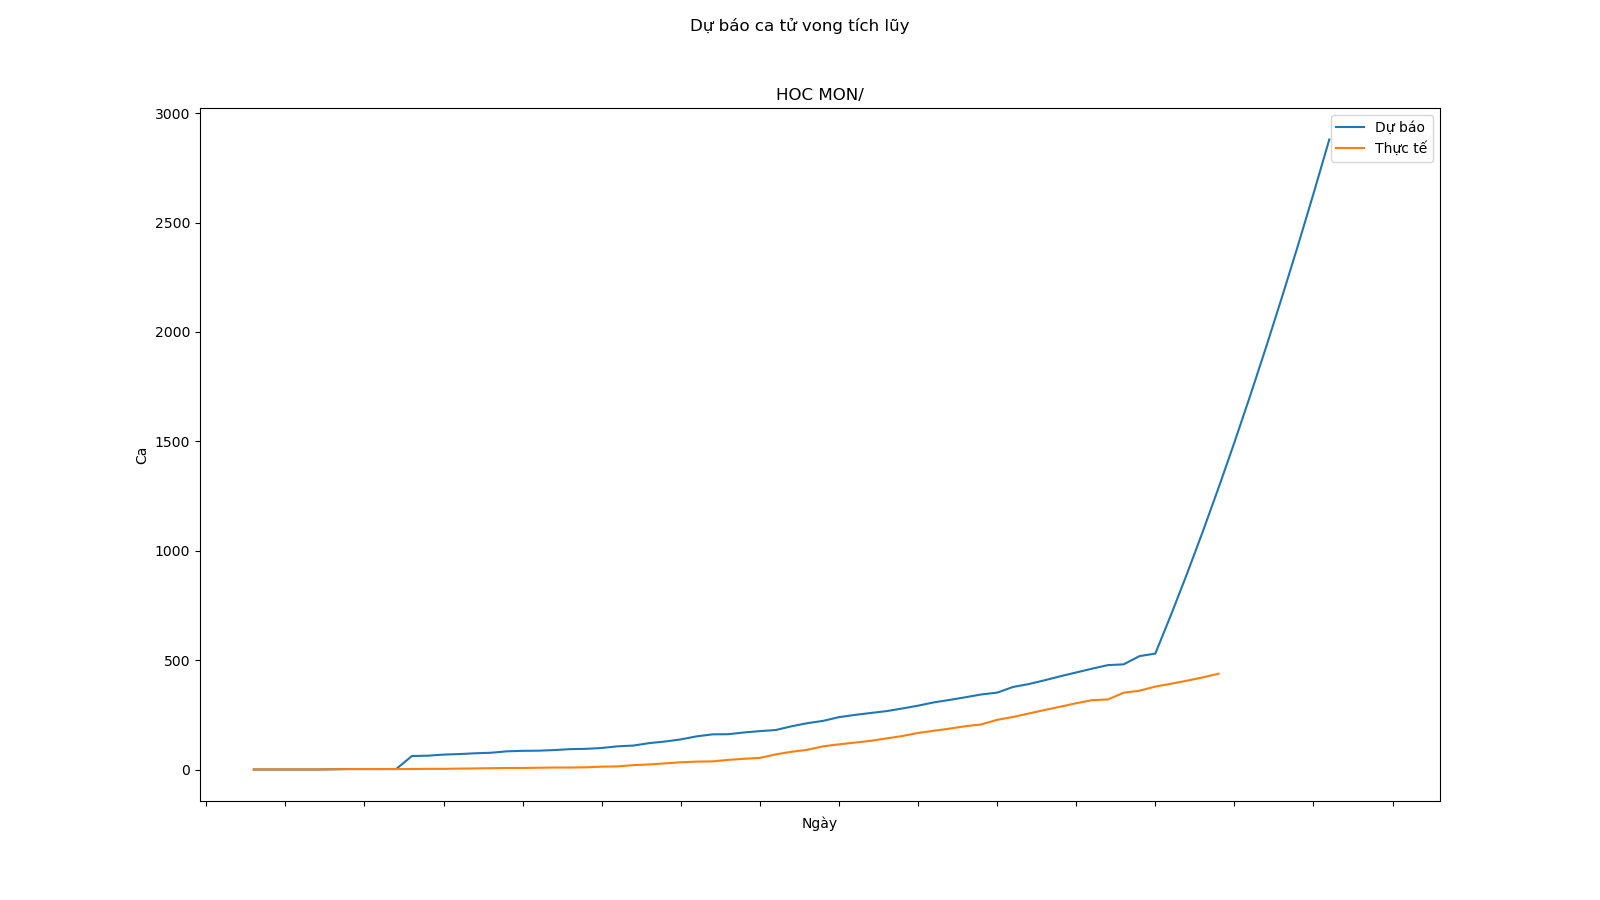 Dự báo ca tử vong tích lũy
HOC MON/
Dự báo
Thực tế
3000
2500
2000
1500
1000
500
0
Ca
Ngày